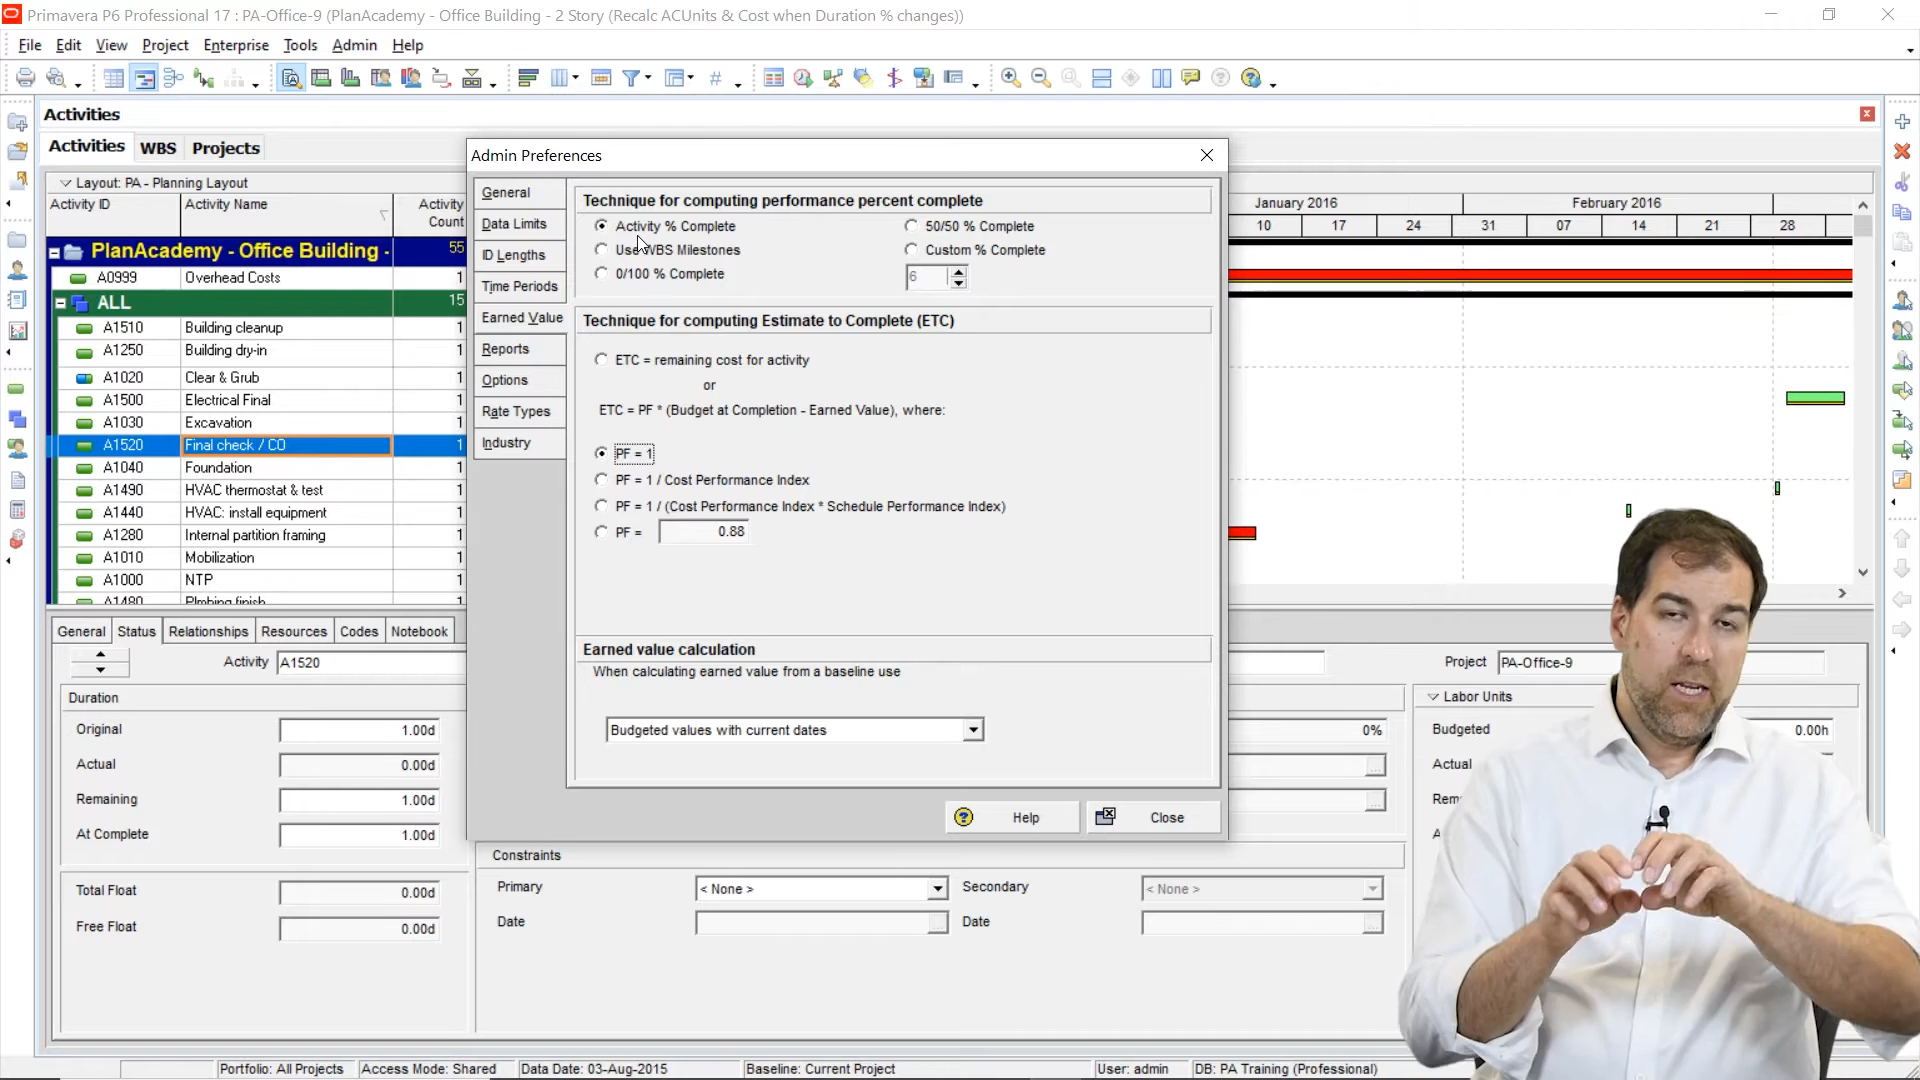 Primavera P6 Professional 17 : PA-Office-9 (PlanAcademy - Office Building - 2 Story (Recalc ACUnits & Cost when Duration % changes))
File Edit View Project Enterprise Tools Admin Help
Activities
Activities WBS Projects
Layout: PA - Planning Layout
Activity ID Activity Name Activity Count
January 2016 February 2016
10 17 24 31 07 14 21 28
PlanAcademy - Office Building - 55
A0999 Overhead Costs 1
ALL 15
A1510 Building cleanup 1
A1250 Building dry-in 1
A1020 Clear & Grub 1
A1500 Electrical Final 1
A1030 Excavation 1
A1520 Final check / CO 1
A1040 Foundation 1
A1490 HVAC thermostat & test 1
A1440 HVAC: install equipment 1
A1280 Internal partition framing 1
A1010 Mobilization 1
A1000 NTP 1
A1480 Plmbing finish 1
Admin Preferences
General
Data Limits
ID Lengths
Time Periods
Earned Value
Reports
Options
Rate Types
Industry
Technique for computing performance percent complete
Activity % Complete 50/50 % Complete
Use WBS Milestones Custom % Complete
0/100 % Complete 6
Technique for computing Estimate to Complete (ETC)
ETC = remaining cost for activity
or
ETC = PF * (Budget at Completion - Earned Value), where:
PF = 1
PF = 1 / Cost Performance Index
PF = 1 / (Cost Performance Index * Schedule Performance Index)
PF = 0.88
Earned value calculation
When calculating earned value from a baseline use
Budgeted values with current dates
Help Close
General Status Relationships Resources Codes Notebook
Activity A1520 Project PA-Office-9
Duration
Original 1.00d
Actual 0.00d
Remaining 1.00d
At Complete 1.00d
Total Float 0.00d
Free Float 0.00d
0%
Labor Units
Budgeted 0.00h
Actual
Constraints
Primary < None > Secondary < None >
Date Date
Portfolio: All Projects Access Mode: Shared Data Date: 03-Aug-2015 Baseline: Current Project User: admin DB: PA Training (Professional)